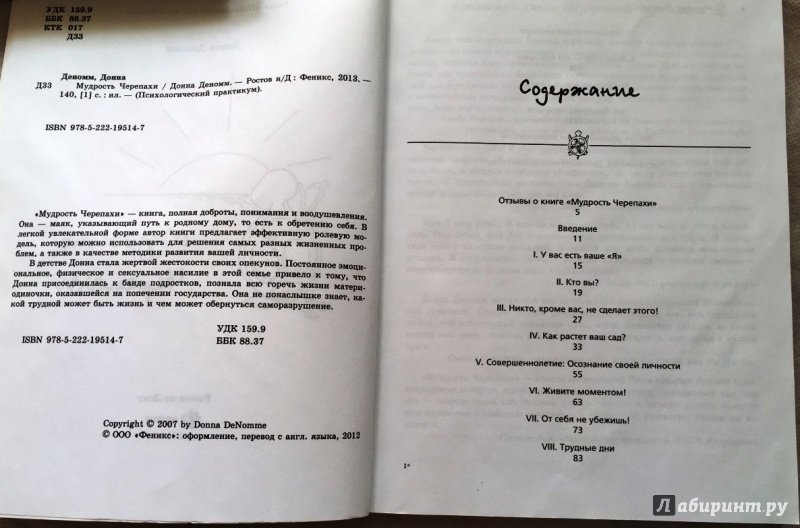 УДК 159.9
ББК 88.37
КТК 017
Д33
Деномм, Донна
Д33 Мудрость Черепахи / Донна Деномм. — Ростов н/Д : Феникс, 2013. —
140, [1] с. : ил. — (Психологический практикум).
ISBN 978-5-222-19514-7
«Мудрость Черепахи» — книга, полная доброты, понимания и воодушевления.
Она — маяк, указывающий путь к родному дому, то есть к обретению себя. В
легкой увлекательной форме автор книги предлагает эффективную ролевую мо-
дель, которую можно использовать для решения самых разных жизненных про-
блем, а также в качестве методики развития вашей личности.
В детстве Донна стала жертвой жестокости своих опекунов. Постоянное эмоци-
ональное, физическое и сексуальное насилие в этой семье привело к тому, что
Донна присоединилась к банде подростков, познала всю горечь жизни матери-
одиночки, оказавшейся на попечении государства. Она не понаслышке знает, ка-
кой трудной может быть жизнь и чем может обернуться саморазрушение.
УДК 159.9
ISBN 978-5-222-19514-7 ББК 88.37
Copyright © 2007 by Donna DeNomme
© ООО «Феникс»: оформление, перевод с англ. языка, 2012
Содержание
Отзывы о книге «Мудрость Черепахи»
5
Введение
11
I. У вас есть ваше «Я»
15
II. Кто вы?
19
III. Никто, кроме вас, не сделает этого!
27
IV. Как растет ваш сад?
33
V. Совершеннолетие: Осознание своей личности
55
VI. Живите моментом!
63
VII. От себя не убежишь!
73
VIII. Трудные дни
83
1*
Лабиринт.ру